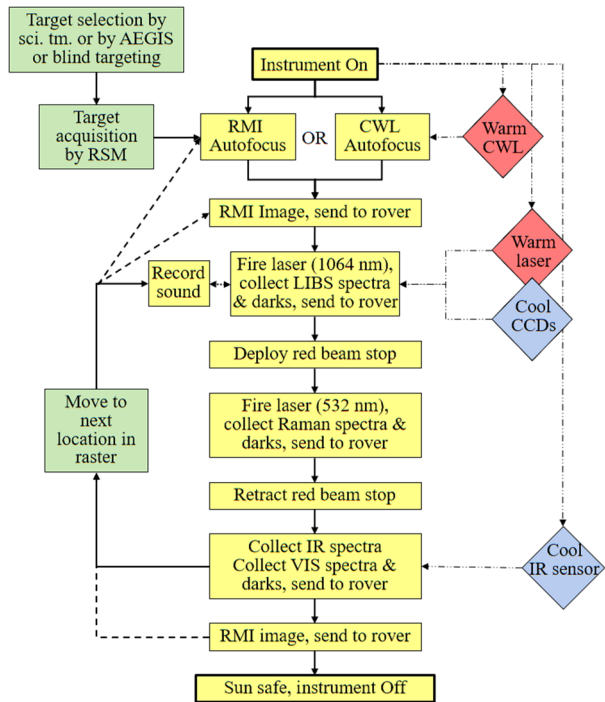 Target selection by
sci. tm. or by AEGIS
or blind targeting
Instrument On
Target
acquisition
by RSM
RMI
Autofocus
OR
CWL
Autofocus
Warm
CWL
RMI Image, send to rover
Warm
laser
Record
sound
Fire laser (1064 nm),
collect LIBS spectra
& darks, send to rover
Cool
CCDs
Deploy red beam stop
Move to
next
location in
raster
Fire laser (532 nm),
collect Raman spectra &
darks, send to rover
Retract red beam stop
Collect IR spectra
Collect VIS spectra &
darks, send to rover
Cool
IR sensor
RMI image, send to rover
Sun safe, instrument Off